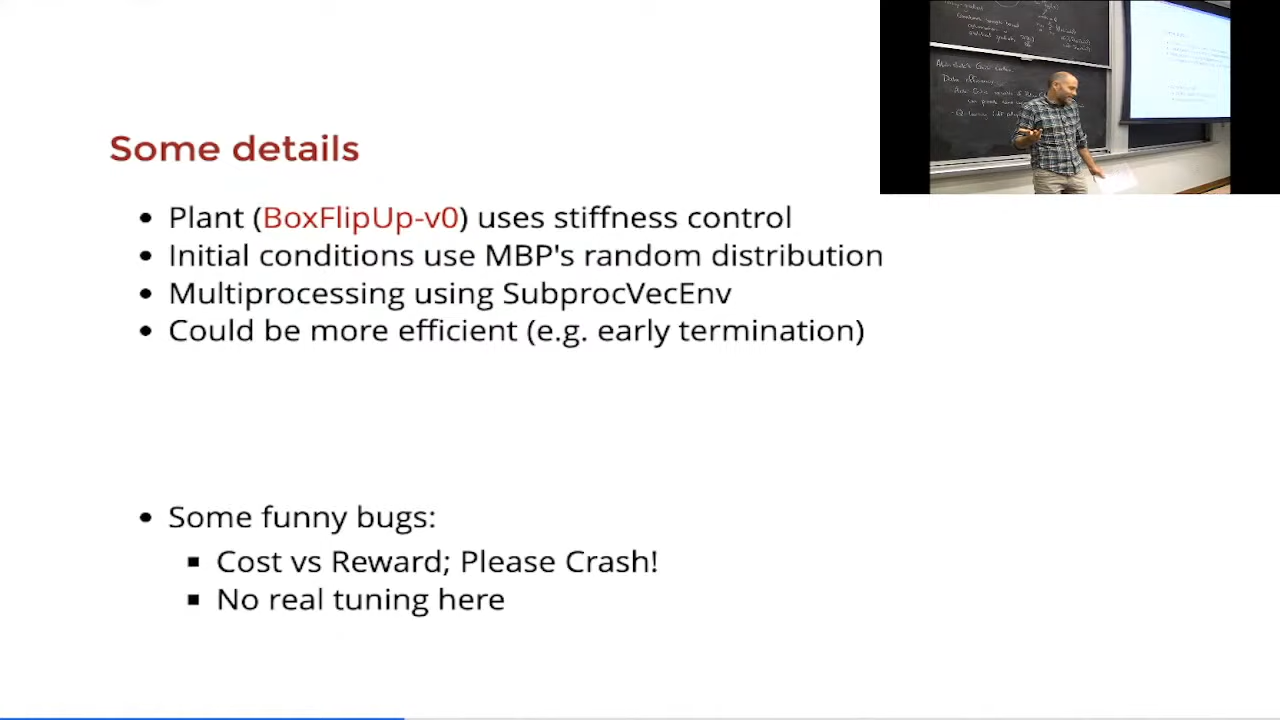 Some details
• Plant (BoxFlipUp-v0) uses stiffness control
• Initial conditions use MBP's random distribution
• Multiprocessing using SubprocVecEnv
• Could be more efficient (e.g. early termination)
• Some funny bugs:
▪ Cost vs Reward; Please Crash!
▪ No real tuning here